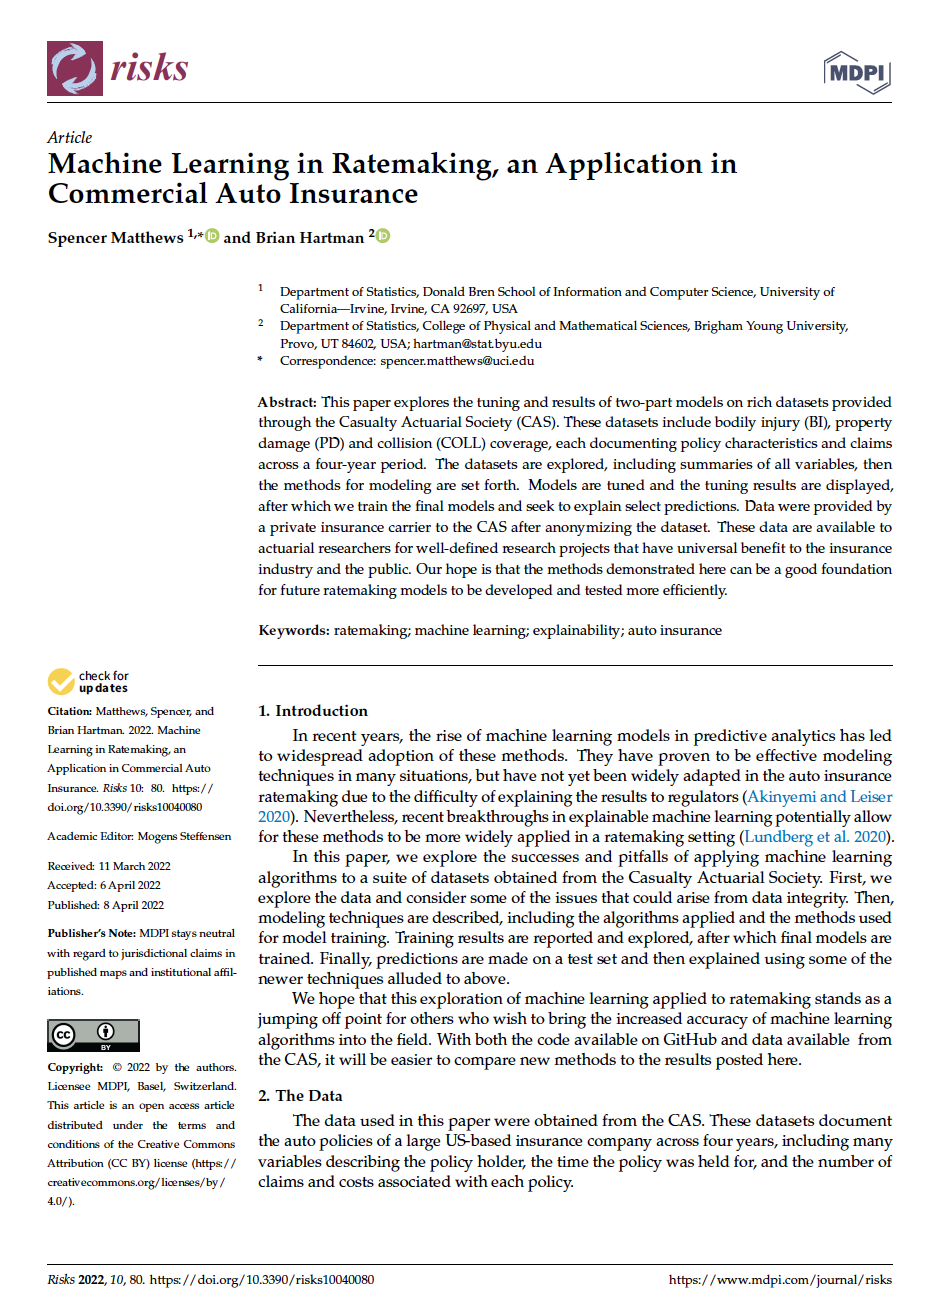 risks
MDPI
Article
Machine Learning in Ratemaking, an Application in
Commercial Auto Insurance
Spencer Matthews 1,* iD and Brian Hartman 2 iD
1 Department of Statistics, Donald Bren School of Information and Computer Science, University of
California—Irvine, Irvine, CA 92697, USA
2 Department of Statistics, College of Physical and Mathematical Sciences, Brigham Young University,
Provo, UT 84602, USA; hartman@stat.byu.edu
* Correspondence: spencer.matthews@uci.edu
Abstract: This paper explores the tuning and results of two-part models on rich datasets provided
through the Casualty Actuarial Society (CAS). These datasets include bodily injury (BI), property
damage (PD) and collision (COLL) coverage, each documenting policy characteristics and claims
across a four-year period. The datasets are explored, including summaries of all variables, then
the methods for modeling are set forth. Models are tuned and the tuning results are displayed,
after which we train the final models and seek to explain select predictions. Data were provided by
a private insurance carrier to the CAS after anonymizing the dataset. These data are available to
actuarial researchers for well-defined research projects that have universal benefit to the insurance
industry and the public. Our hope is that the methods demonstrated here can be a good foundation
for future ratemaking models to be developed and tested more efficiently.
Keywords: ratemaking; machine learning; explainability; auto insurance
check for
updates
Citation: Matthews, Spencer, and
Brian Hartman. 2022. Machine
Learning in Ratemaking, an
Application in Commercial Auto
Insurance. Risks 10: 80. https://
doi.org/10.3390/risks10040080
Academic Editor: Mogens Steffensen
Received: 11 March 2022
Accepted: 6 April 2022
Published: 8 April 2022
Publisher's Note: MDPI stays neutral
with regard to jurisdictional claims in
published maps and institutional affil-
iations.
cc BY
Copyright: © 2022 by the authors.
Licensee MDPI, Basel, Switzerland.
This article is an open access article
distributed under the terms and
conditions of the Creative Commons
Attribution (CC BY) license (https://
creativecommons.org/licenses/by/
4.0/).
1. Introduction
In recent years, the rise of machine learning models in predictive analytics has led
to widespread adoption of these methods. They have proven to be effective modeling
techniques in many situations, but have not yet been widely adapted in the auto insurance
ratemaking due to the difficulty of explaining the results to regulators (Akinyemi and Leiser
2020). Nevertheless, recent breakthroughs in explainable machine learning potentially allow
for these methods to be more widely applied in a ratemaking setting (Lundberg et al. 2020).
In this paper, we explore the successes and pitfalls of applying machine learning
algorithms to a suite of datasets obtained from the Casualty Actuarial Society. First, we
explore the data and consider some of the issues that could arise from data integrity. Then,
modeling techniques are described, including the algorithms applied and the methods used
for model training. Training results are reported and explored, after which final models are
trained. Finally, predictions are made on a test set and then explained using some of the
newer techniques alluded to above.
We hope that this exploration of machine learning applied to ratemaking stands as a
jumping off point for others who wish to bring the increased accuracy of machine learning
algorithms into the field. With both the code available on GitHub and data available from
the CAS, it will be easier to compare new methods to the results posted here.
2. The Data
The data used in this paper were obtained from the CAS. These datasets document
the auto policies of a large US-based insurance company across four years, including many
variables describing the policy holder, the time the policy was held for, and the number of
claims and costs associated with each policy.
Risks 2022, 10, 80. https://doi.org/10.3390/risks10040080
https://www.mdpi.com/journal/risks